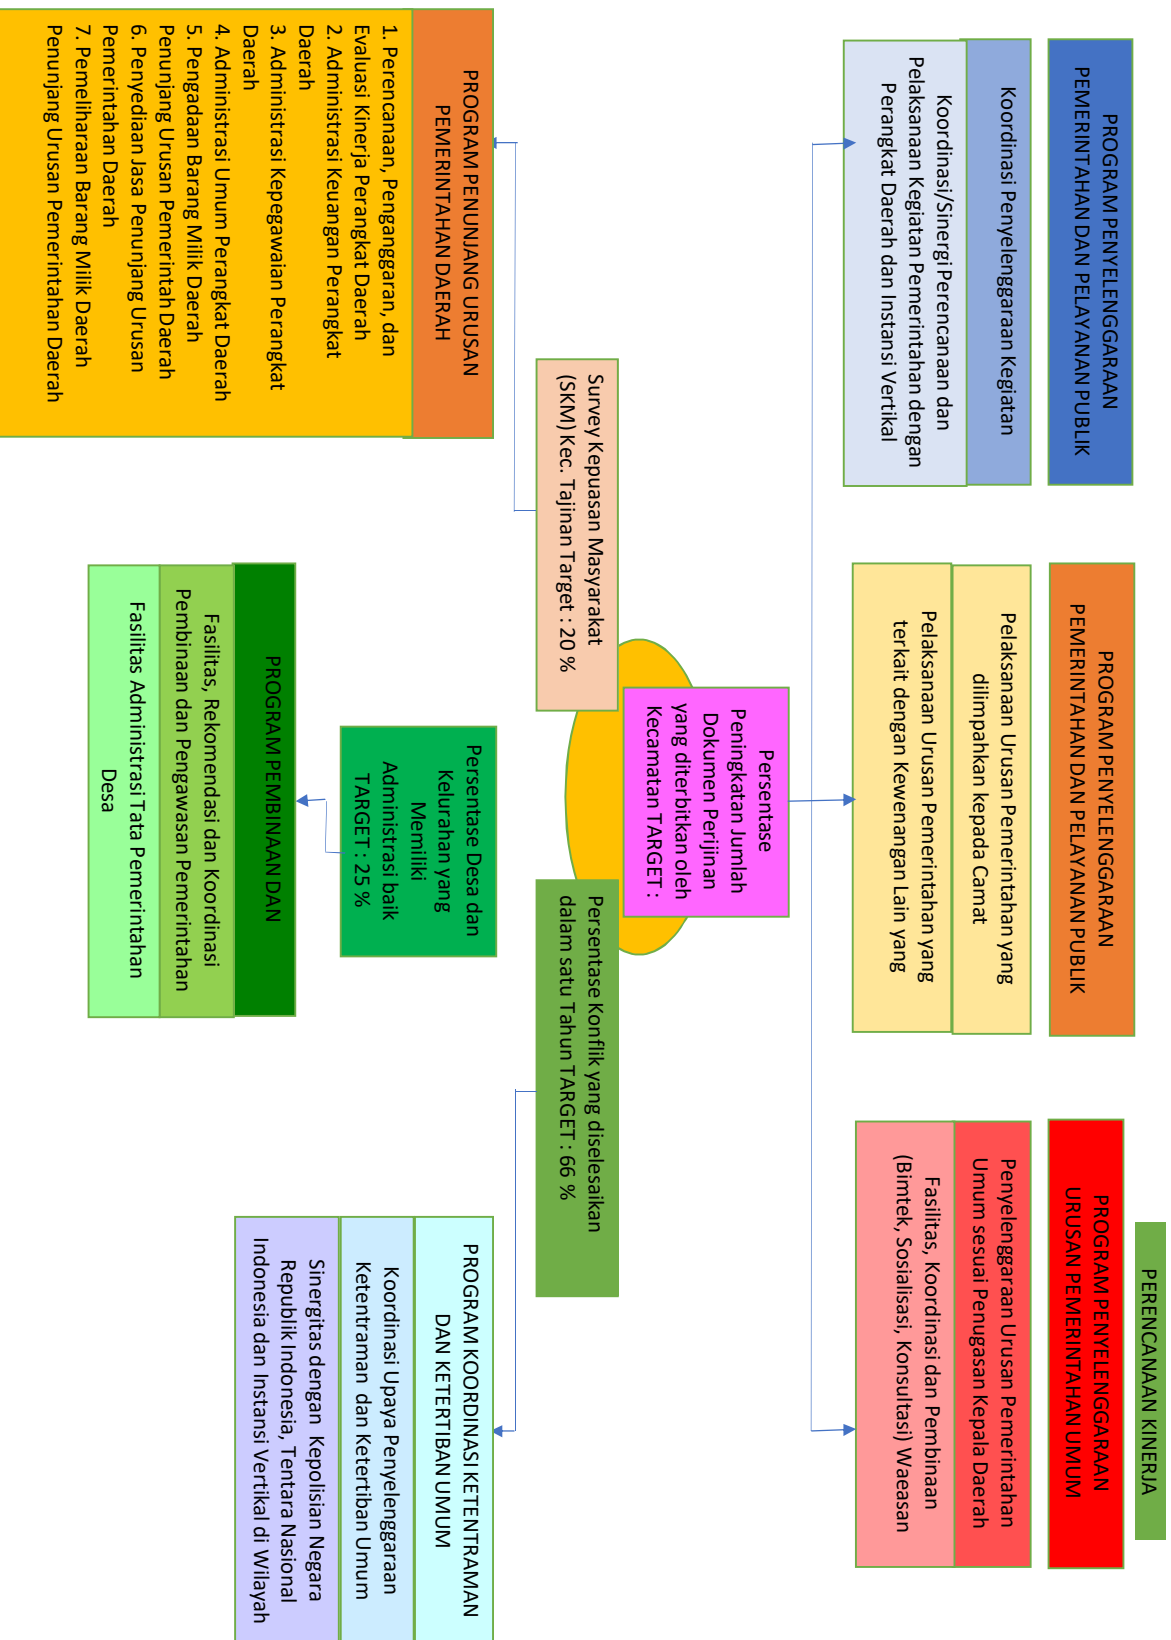 PERENCANAAN KINERJA
PROGRAM PENYELENGGARAAN
PEMERINTAHAN DAN PELAYANAN PUBLIK
Koordinasi Penyelenggaraan Kegiatan
Koordinasi/Sinergi Perencanaan dan
Pelaksanaan Kegiatan Pemerintahan dengan
Perangkat Daerah dan Instansi Vertikal
PROGRAM PENYELENGGARAAN
PEMERINTAHAN DAN PELAYANAN PUBLIK
Pelaksanaan Urusan Pemerintahan yang
dilimpahkan kepada Camat
Pelaksanaan Urusan Pemerintahan yang
terkait dengan Kewenangan Lain yang
PROGRAM PENYELENGGARAAN
URUSAN PEMERINTAHAN UMUM
Penyelenggaraan Urusan Pemerintahan
Umum sesuai Penugasan Kepala Daerah
Fasilitas, Koordinasi dan Pembinaan
(Bimtek, Sosialisasi, Konsultasi) Waeasan
Persentase
Peningkatan Jumlah
Dokumen Perijinan
yang diterbitkan oleh
Kecamatan TARGET :
Survey Kepuasan Masyarakat
(SKM) Kec. Tajinan Target : 20 %
Persentase Konflik yang diselesaikan
dalam satu Tahun TARGET : 66 %
Persentase Desa dan
Kelurahan yang
Memiliki
Administrasi baik
TARGET : 25 %
PROGRAM PENUNJANG URUSAN
PEMERINTAHAN DAERAH
1. Perencanaan, Penganggaran, dan
Evaluasi Kinerja Perangkat Daerah
2. Administrasi Keuangan Perangkat
Daerah
3. Administrasi Kepegawaian Perangkat
Daerah
4. Administrasi Umum Perangkat Daerah
5. Pengadaan Barang Milik Daerah
Penunjang Urusan Pemerintah Daerah
6. Penyediaan Jasa Penunjang Urusan
Pemerintahan Daerah
7. Pemeliharaan Barang Milik Daerah
Penunjang Urusan Pemerintahan Daerah
PROGRAM PEMBINAAN DAN
Fasilitas, Rekomendasi dan Koordinasi
Pembinaan dan Pengawasan Pemerintahan
Fasilitas Administrasi Tata Pemerintahan
Desa
PROGRAM KOORDINASI KETENTRAMAN
DAN KETERTIBAN UMUM
Koordinasi Upaya Penyelenggaraan
Ketentraman dan Ketertiban Umum
Sinergitas dengan Kepolisian Negara
Republik Indonesia, Tentara Nasional
Indonesia dan Instansi Vertikal di Wilayah